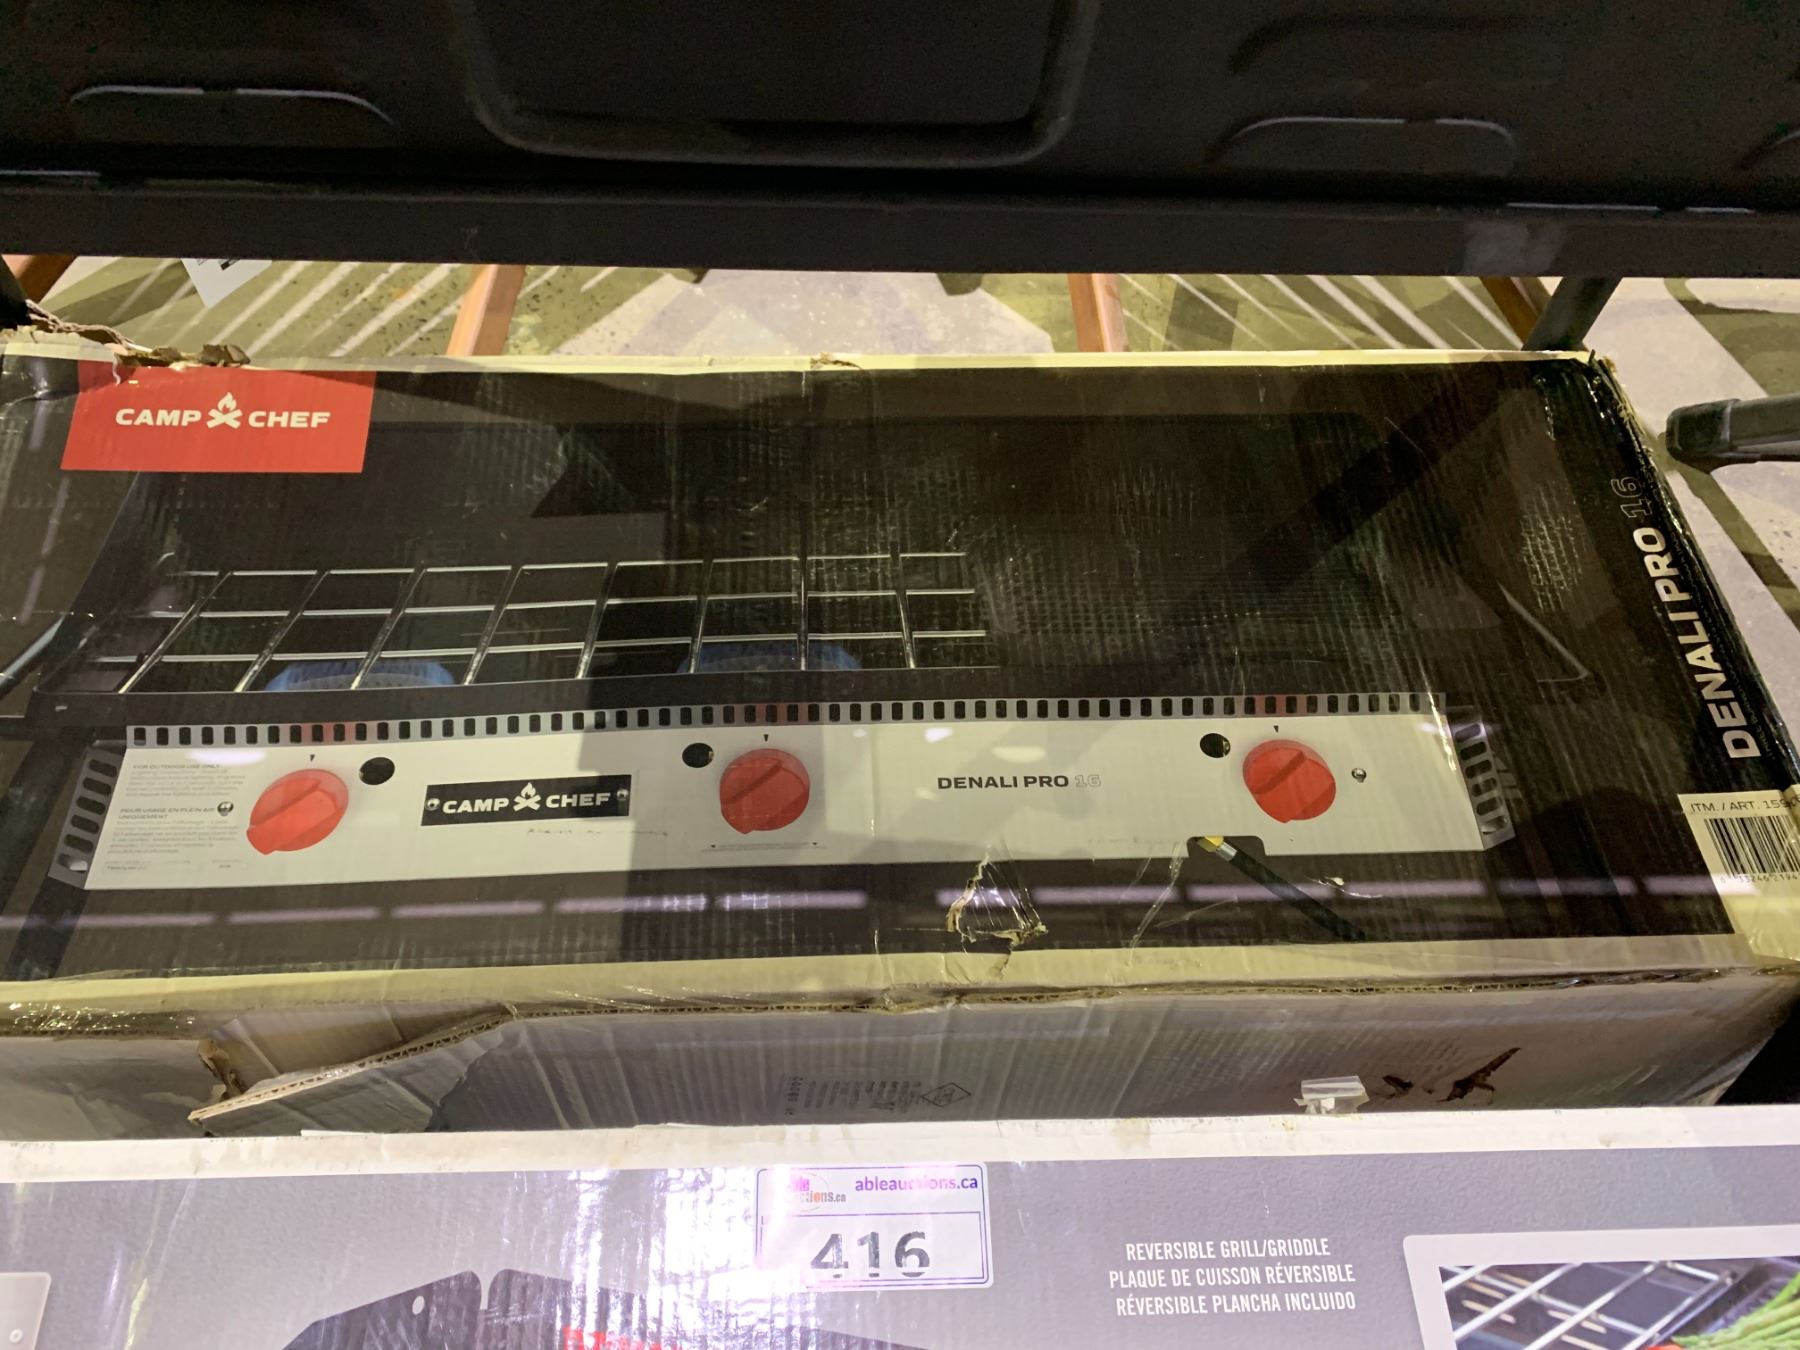 CAMP CHEF
DENALI PRO 16
FOR OUTDOOR USE ONLY
POUR USAGE EN PLEIN AIR
UNIQUEMENT
CAMP CHEF
DENALI PRO 16
ITM. / ART. 159
ableauctions.ca
416
REVERSIBLE GRILL/GRIDDLE
PLAQUE DE CUISSON RÉVERSIBLE
RÉVERSIBLE PLANCHA INCLUIDO